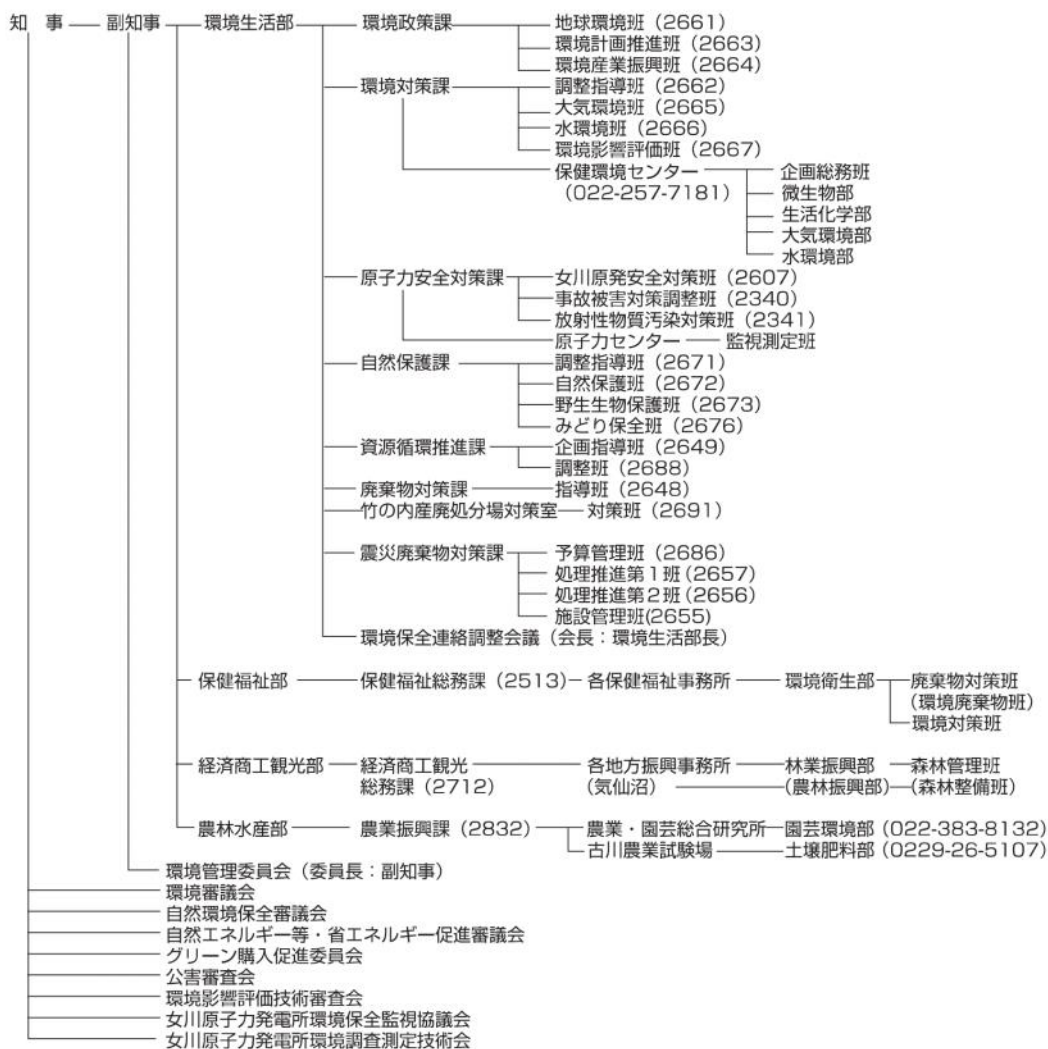 知　事 副知事 環境生活部 環境政策課 地球環境班（2661）
環境計画推進班（2663）
環境産業振興班（2664）
環境対策課 調整指導班（2662）
大気環境班（2665）
水環境班（2666）
環境影響評価班（2667）
保健環境センター 企画総務班
（022-257-7181） 微生物部
生活化学部
大気環境部
水環境部
原子力安全対策課 女川原発安全対策班（2607）
事故被害対策調整班（2340）
放射性物質汚染対策班（2341）
原子力センター 監視測定班
自然保護課 調整指導班（2671）
自然保護班（2672）
野生生物保護班（2673）
みどり保全班（2676）
資源循環推進課 企画指導班（2649）
調整班（2688）
廃棄物対策課 指導班（2648）
竹の内産廃処分場対策室 対策班（2691）
震災廃棄物対策課 予算管理班（2686）
処理推進第１班（2657）
処理推進第２班（2656）
施設管理班(2655)
環境保全連絡調整会議（会長：環境生活部長）
保健福祉部 保健福祉総務課（2513） 各保健福祉事務所 環境衛生部 廃棄物対策班
（環境廃棄物班）
環境対策班
経済商工観光部 経済商工観光 各地方振興事務所 林業振興部 森林管理班
総務課（2712） （気仙沼） （農林振興部） （森林整備班）
農林水産部 農業振興課（2832） 農業・園芸総合研究所 園芸環境部（022-383-8132）
古川農業試験場 土壌肥料部（0229-26-5107）
環境管理委員会（委員長：副知事）
環境審議会
自然環境保全審議会
自然エネルギー等・省エネルギー促進審議会
グリーン購入促進委員会
公害審査会
環境影響評価技術審査会
女川原子力発電所環境保全監視協議会
女川原子力発電所環境調査測定技術会